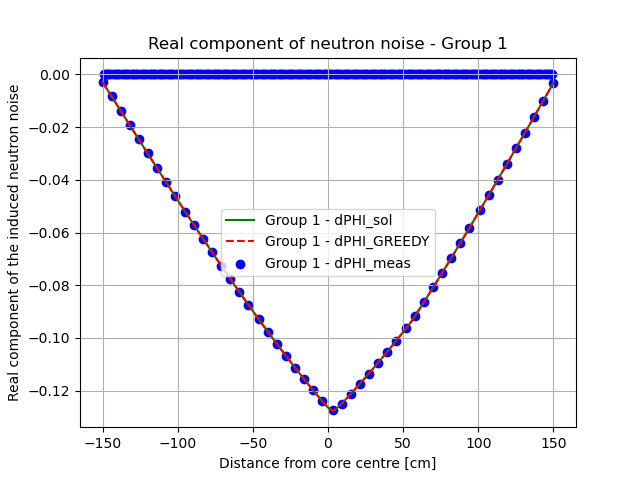 Real component of neutron noise - Group 1
Real component of the induced neutron noise
0.00
−0.02
−0.04
−0.06
−0.08
−0.10
−0.12
Group 1 - dPHI_sol
Group 1 - dPHI_GREEDY
Group 1 - dPHI_meas
−150
−100
−50
0
50
100
150
Distance from core centre [cm]